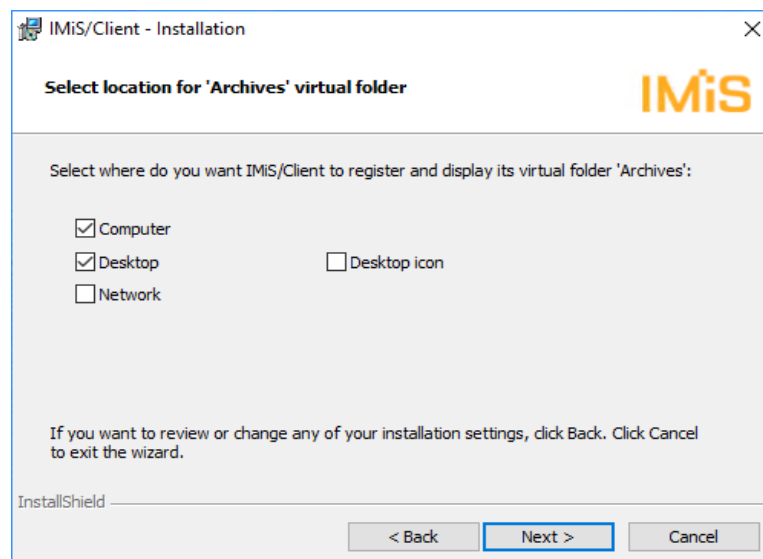 IMiS/Client - Installation
Select location for 'Archives' virtual folder
IMiS
Select where do you want IMiS/Client to register and display its virtual folder 'Archives':
Computer
Desktop
Desktop icon
Network
If you want to review or change any of your installation settings, click Back. Click Cancel
to exit the wizard.
InstallShield
< Back
Next >
Cancel